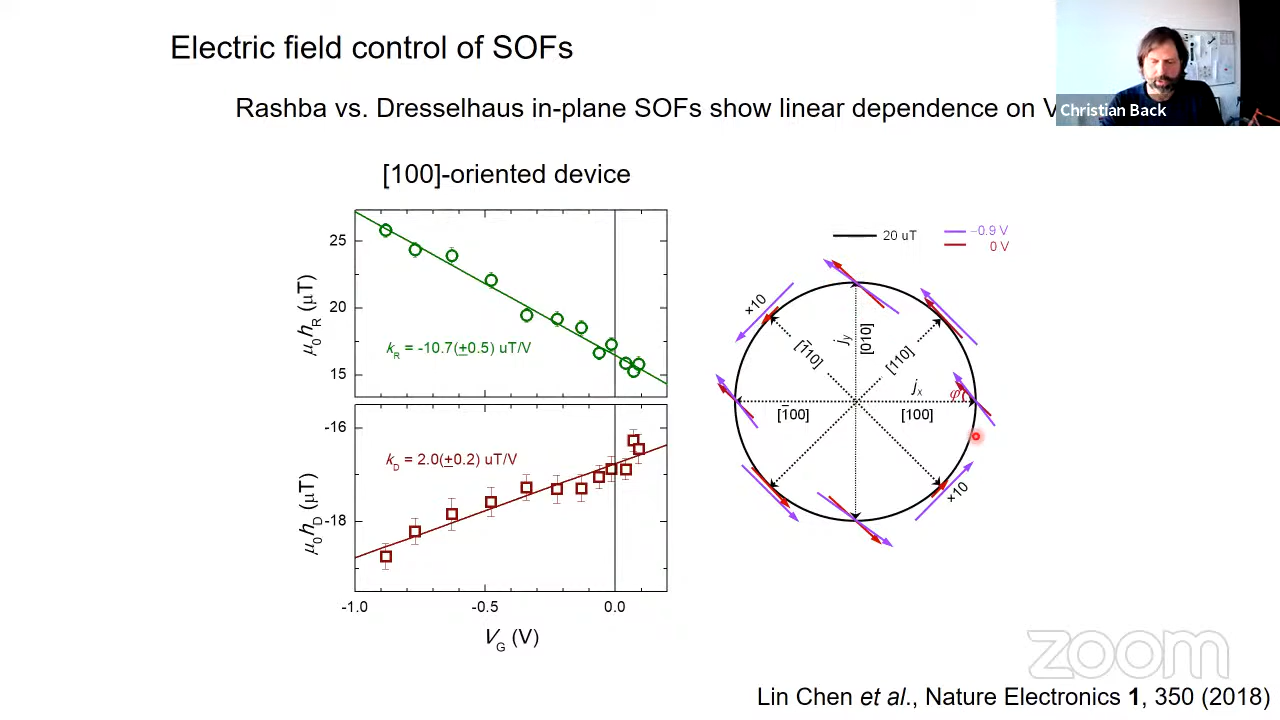 Electric field control of SOFs
Rashba vs. Dresselhaus in-plane SOFs show linear dependence on V
Christian Back
[100]-oriented device
25
20
15
μ₀hR (μT)
kR = -10.7(±0.5) uT/V
-16
-18
μ₀hD (μT)
kD = 2.0(±0.2) uT/V
-1.0 -0.5 0.0
VG (V)
20 uT
−0.9 V
0 V
×10
[1̄10]
jy
[010]
[110]
jx
φ
[1̄00]
[100]
×10
zoom
Lin Chen et al., Nature Electronics 1, 350 (2018)